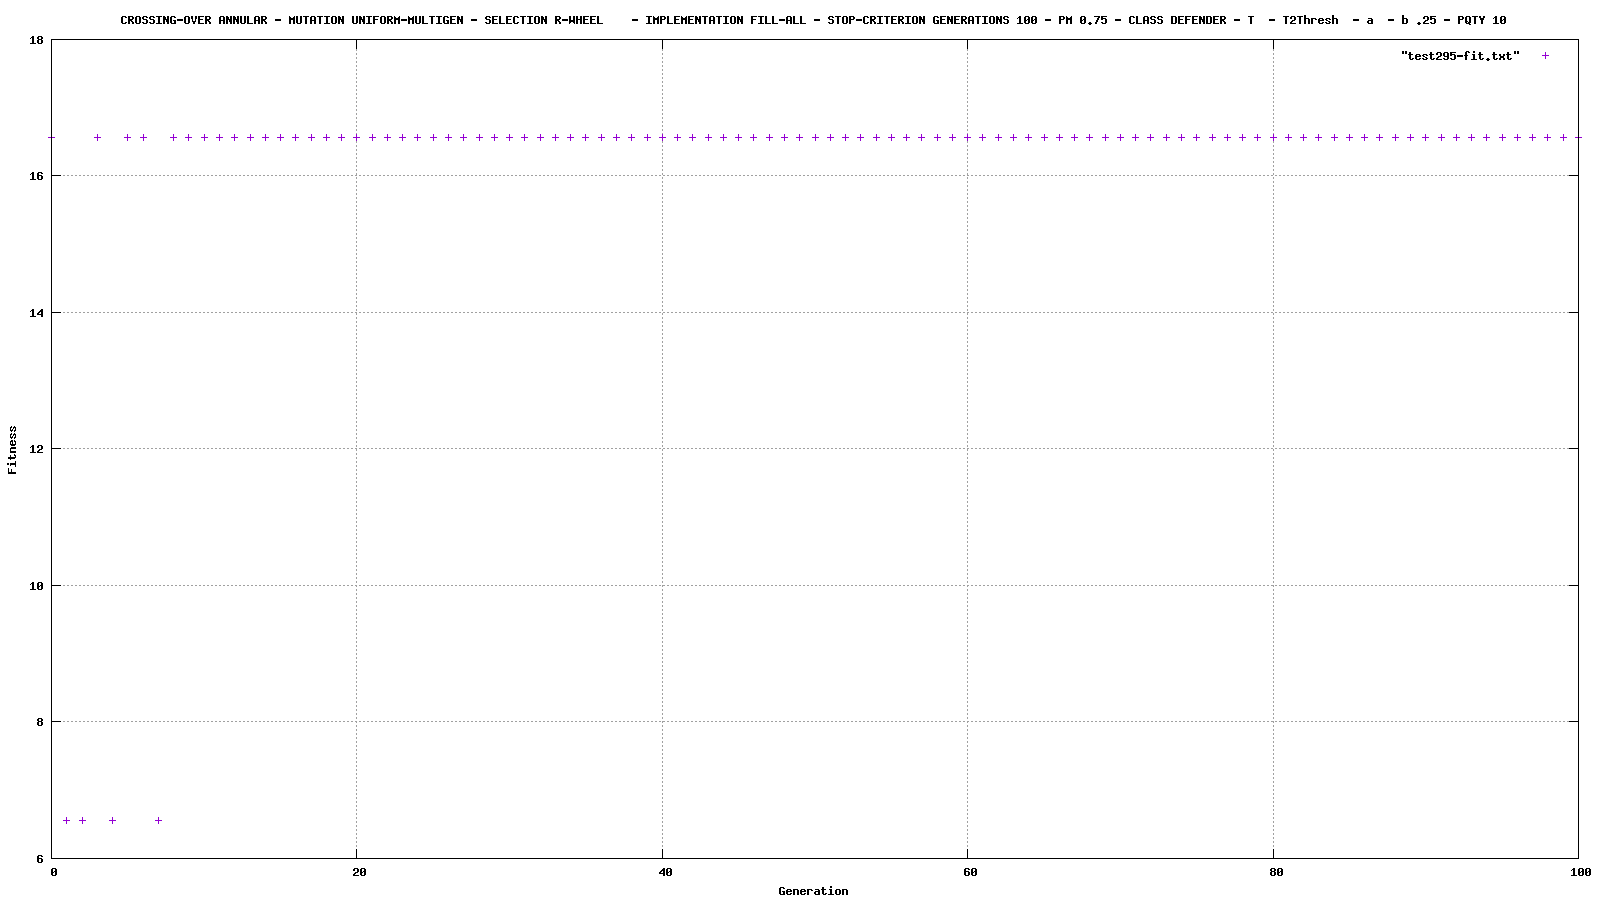 CROSSING-OVER ANNULAR - MUTATION UNIFORM-MULTIGEN - SELECTION R-WHEEL    - IMPLEMENTATION FILL-ALL - STOP-CRITERION GENERATIONS 100 - PM 0.75 - CLASS DEFENDER - T  - T2Thresh  - a  - b .25 - PQTY 10
18
"test295-fit.txt"
16
14
12
Fitness
10
8
6
0 20 40 60 80 100
Generation